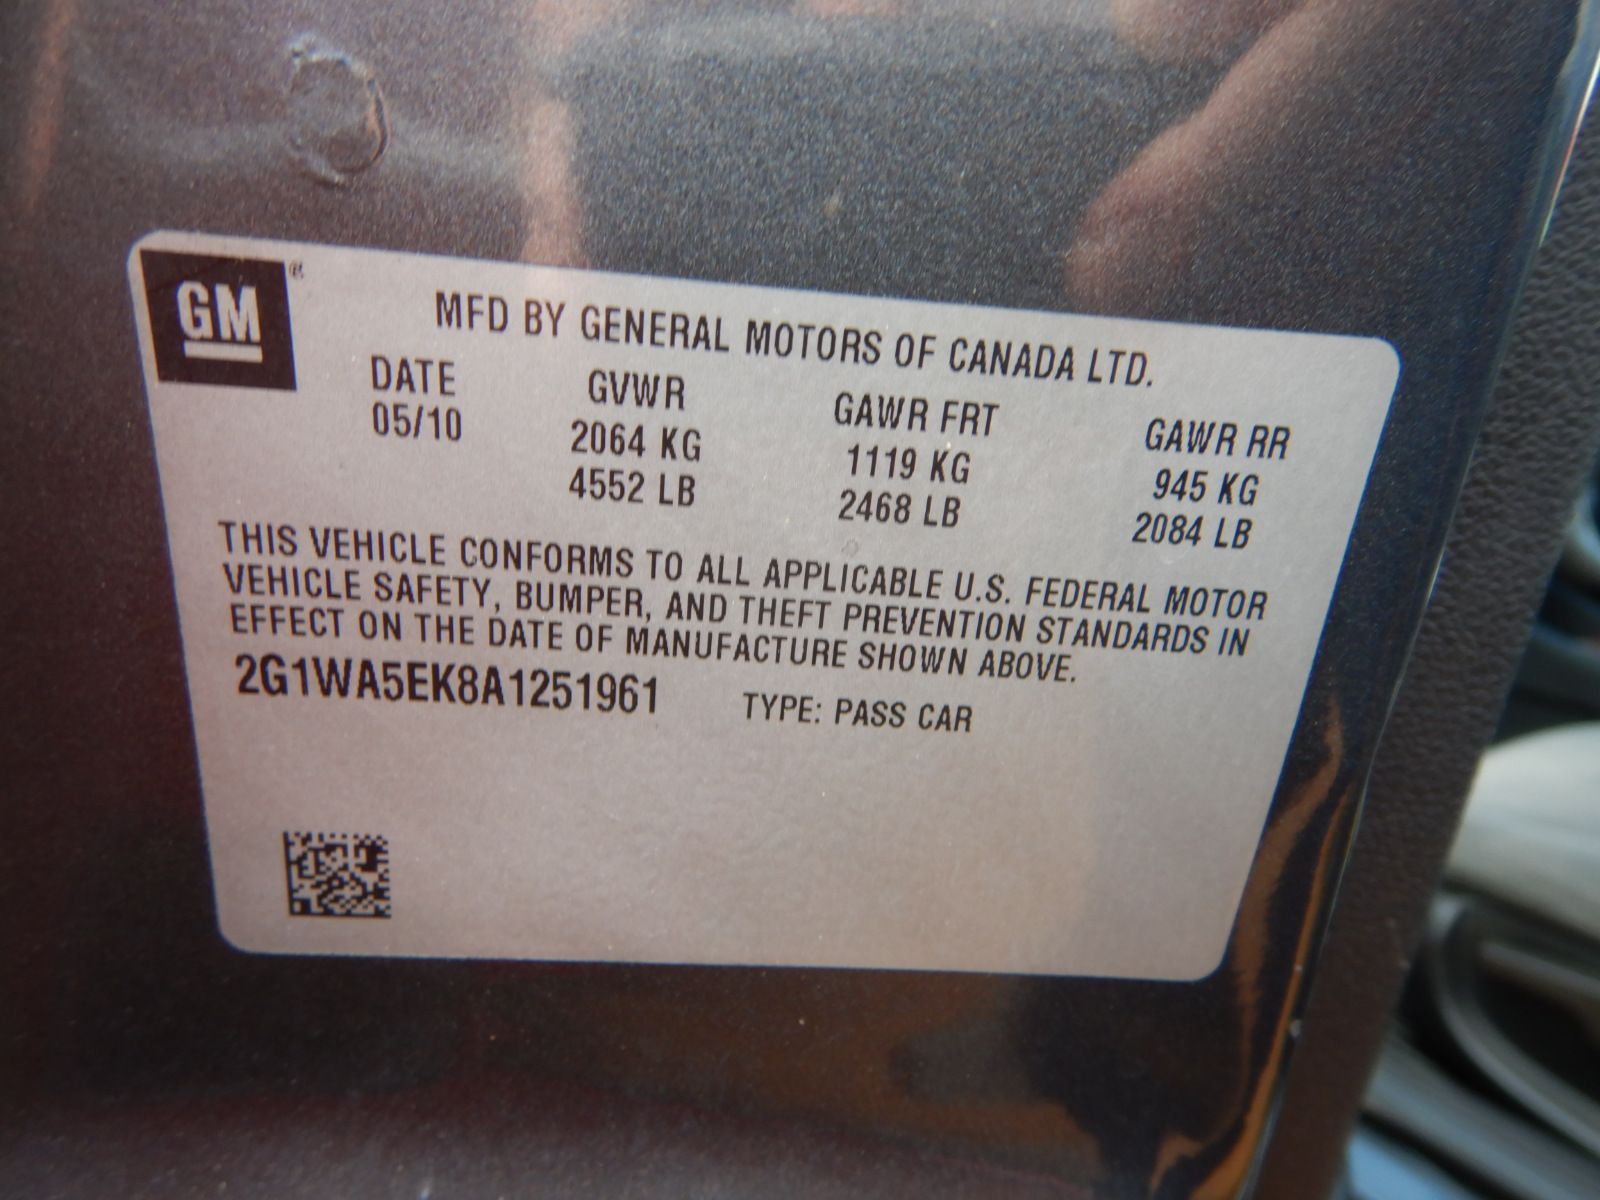 GM®
MFD BY GENERAL MOTORS OF CANADA LTD.
DATE GVWR GAWR FRT GAWR RR
05/10 2064 KG 1119 KG 945 KG
4552 LB 2468 LB 2084 LB
THIS VEHICLE CONFORMS TO ALL APPLICABLE U.S. FEDERAL MOTOR
VEHICLE SAFETY, BUMPER, AND THEFT PREVENTION STANDARDS IN
EFFECT ON THE DATE OF MANUFACTURE SHOWN ABOVE.
2G1WA5EK8A1251961 TYPE: PASS CAR